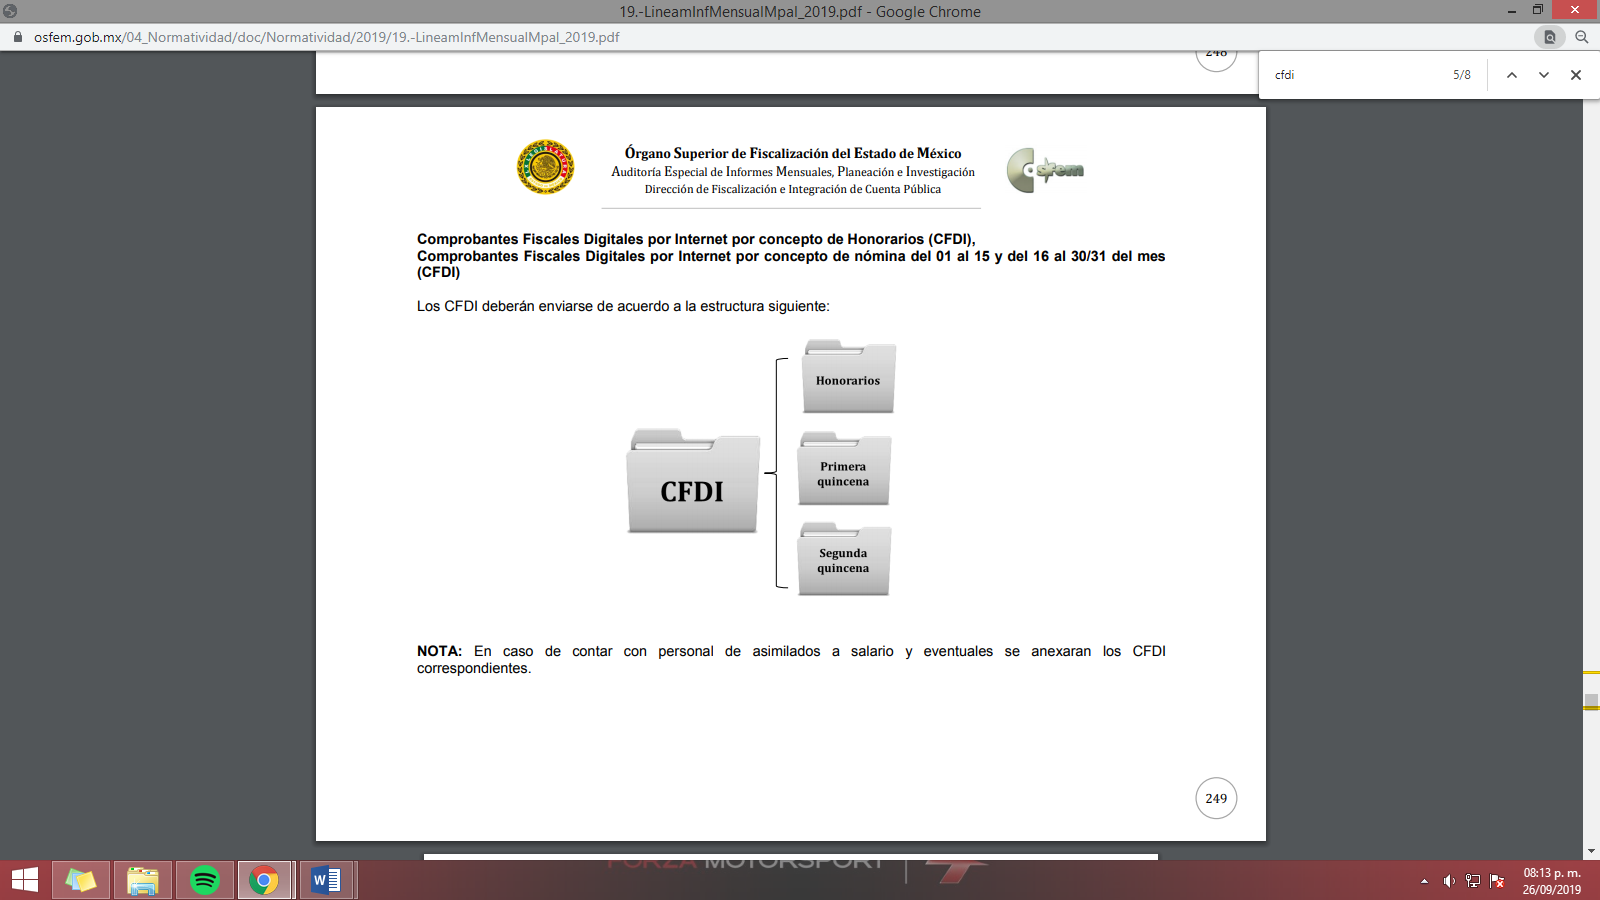 19.-LineamInfMensualMpal_2019.pdf - Google Chrome
osfem.gob.mx/04_Normatividad/doc/Normatividad/2019/19.-LineamInfMensualMpal_2019.pdf
cfdi 5/8
248
Órgano Superior de Fiscalización del Estado de México
Auditoría Especial de Informes Mensuales, Planeación e Investigación
Dirección de Fiscalización e Integración de Cuenta Pública
osfem
Comprobantes Fiscales Digitales por Internet por concepto de Honorarios (CFDI),
Comprobantes Fiscales Digitales por Internet por concepto de nómina del 01 al 15 y del 16 al 30/31 del mes
(CFDI)
Los CFDI deberán enviarse de acuerdo a la estructura siguiente:
Honorarios
CFDI
Primera
quincena
Segunda
quincena
NOTA: En caso de contar con personal de asimilados a salario y eventuales se anexaran los CFDI
correspondientes.
249
FORZA MOTORSPORT
08:13 p. m.
26/09/2019